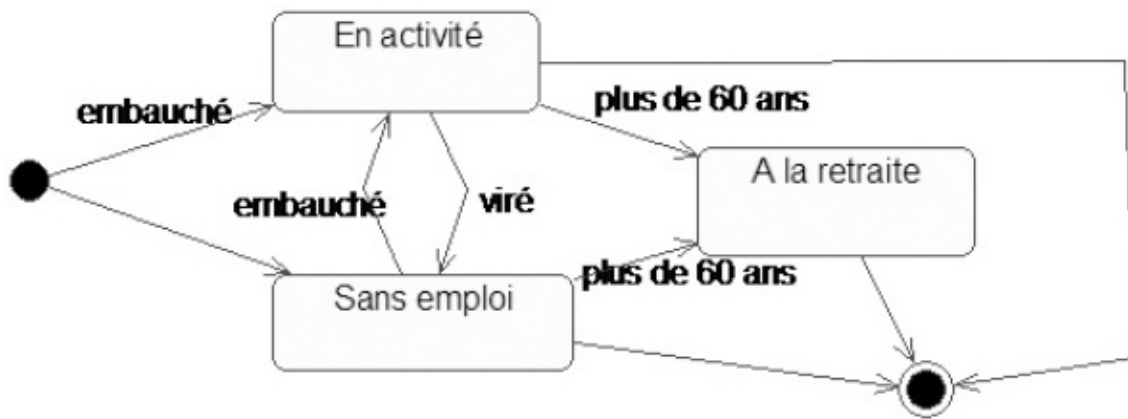 En activité
embauché
plus de 60 ans
A la retraite
embauché
viré
plus de 60 ans
Sans emploi